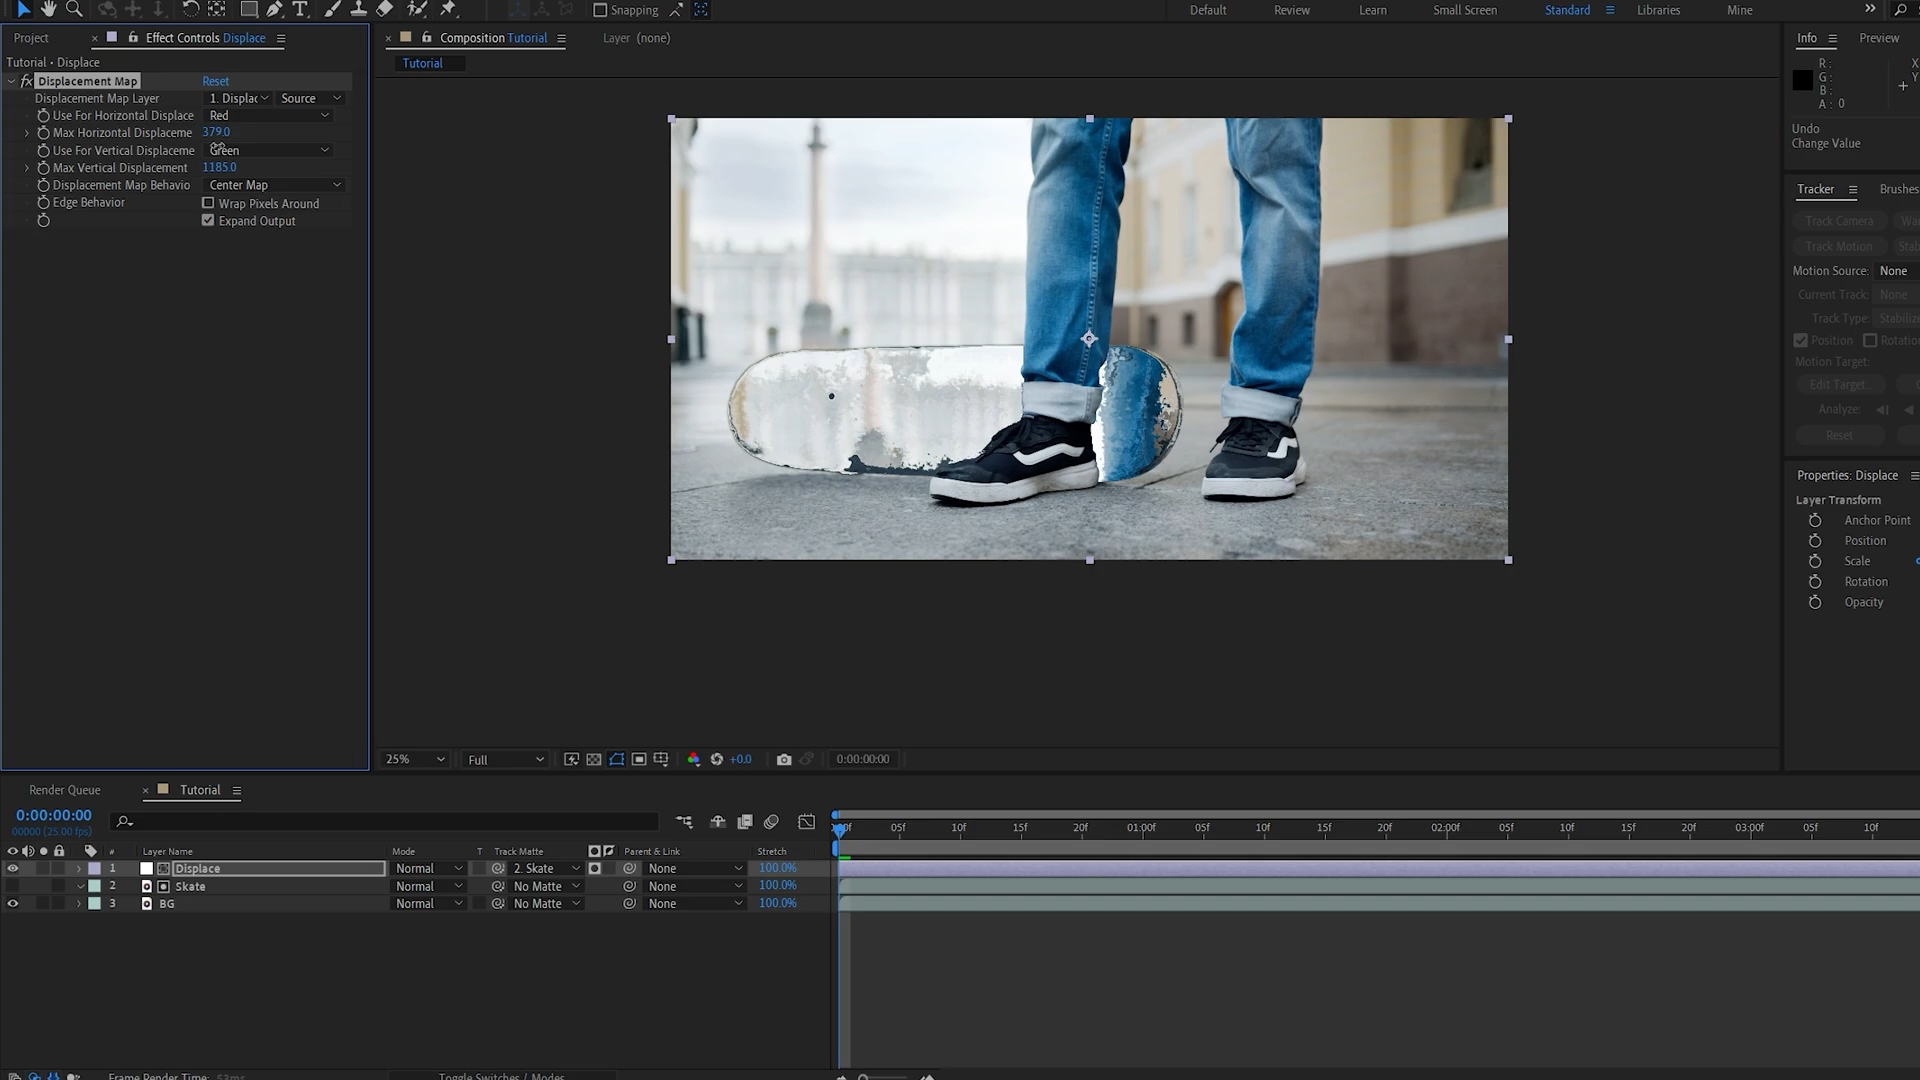 Snapping
Default
Review
Learn
Small Screen
Standard
Libraries
Mine
Project
Effect Controls Displace
Composition Tutorial
Layer (none)
Info
Preview
Tutorial
Tutorial • Displace
fx Displacement Map
Reset
Displacement Map Layer
1. Displac
Source
Use For Horizontal Displace
Red
Max Horizontal Displaceme
379.0
Use For Vertical Displaceme
Green
Max Vertical Displacement
1185.0
Displacement Map Behavio
Center Map
Edge Behavior
Wrap Pixels Around
Expand Output
R :
G :
B :
A : 0
X
Y
Undo
Change Value
Tracker
Brushes
Track Camera
Track Motion
Motion Source:
None
Current Track:
None
Track Type:
Stabiliz
Position
Rotation
Motion Target:
Edit Target...
Analyze:
Reset
Properties: Displace
Layer Transform
Anchor Point
Position
Scale
Rotation
Opacity
25%
Full
+0.0
0:00:00:00
Render Queue
Tutorial
0:00:00:00
00000 (25.00 fps)
:00f
05f
10f
15f
20f
01:00f
05f
10f
15f
20f
02:00f
05f
10f
15f
20f
03:00f
05f
10f
#
Layer Name
Mode
T
Track Matte
Parent & Link
Stretch
1
Displace
Normal
2. Skate
None
100.0%
2
Skate
Normal
No Matte
None
100.0%
3
BG
Normal
No Matte
None
100.0%
Frame Render Time: 53ms
Toggle Switches / Modes